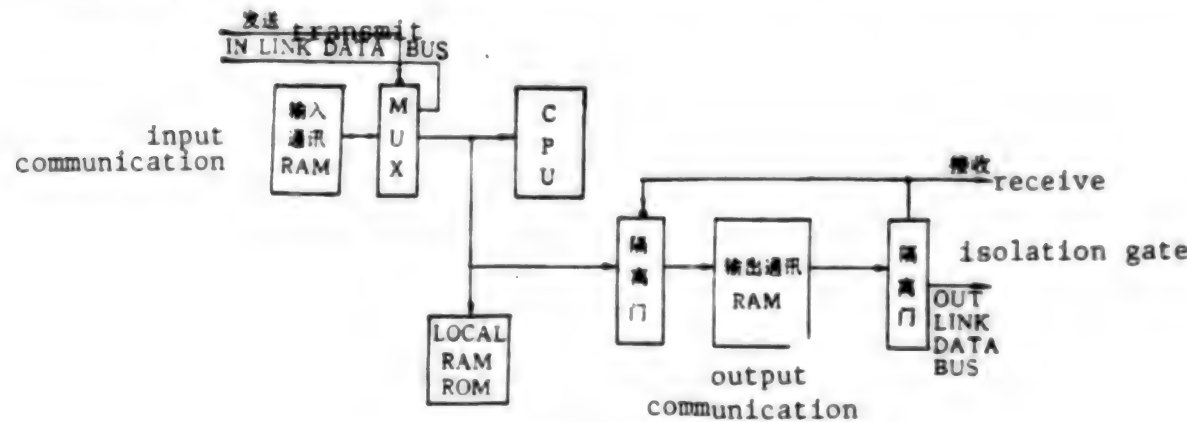 发送
transmit
IN LINK DATA BUS
输入
通讯
RAM
input
communication
M
U
X
C
P
U
接收
receive
隔
离
门
输出通讯
RAM
隔
离
门
isolation gate
OUT
LINK
DATA
BUS
LOCAL
RAM
ROM
output
communication